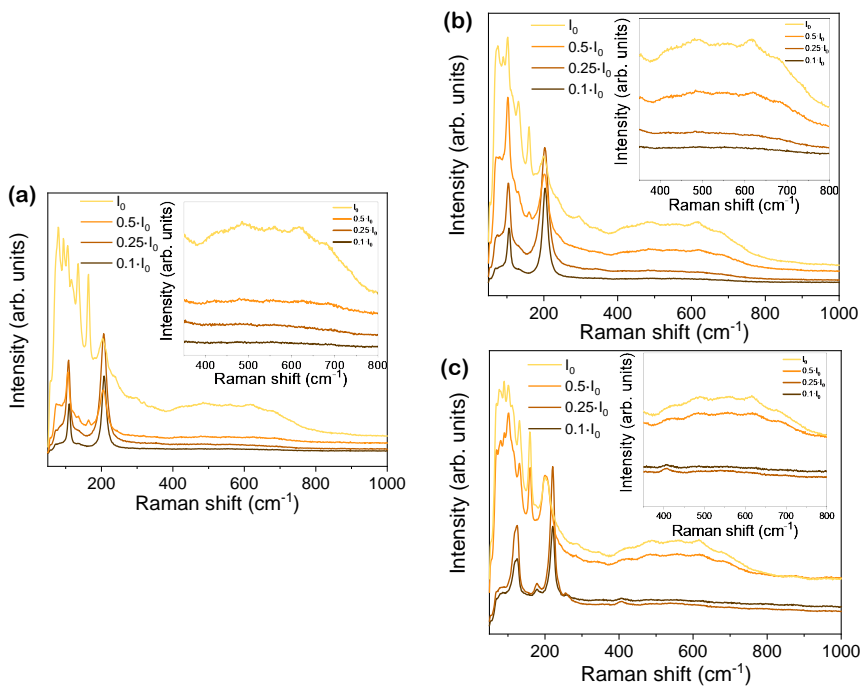 (a)
I₀
0.5·I₀
0.25·I₀
0.1·I₀
Intensity (arb. units)
Raman shift (cm⁻¹)
200 400 600 800 1000
I₀
0.5·I₀
0.25·I₀
0.1·I₀
Intensity (arb. units)
400 500 600 700 800
Raman shift (cm⁻¹)
(b)
I₀
0.5·I₀
0.25·I₀
0.1·I₀
Intensity (arb. units)
200 400 600 800 1000
Raman shift (cm⁻¹)
I₀
0.5·I₀
0.25·I₀
0.1·I₀
Intensity (arb. units)
400 500 600 700 800
Raman shift (cm⁻¹)
(c)
I₀
0.5·I₀
0.25·I₀
0.1·I₀
Intensity (arb. units)
200 400 600 800 1000
Raman shift (cm⁻¹)
I₀
0.5·I₀
0.25·I₀
0.1·I₀
Intensity (arb. units)
400 500 600 700 800
Raman shift (cm⁻¹)